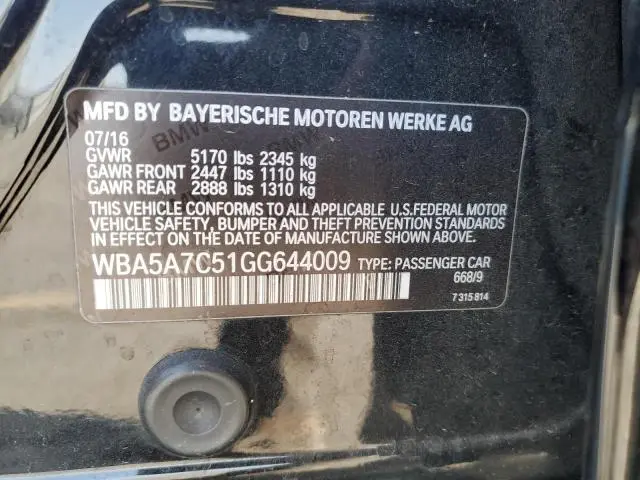 MFD BY BAYERISCHE MOTOREN WERKE AG
07/16
GVWR 5170 lbs 2345 kg
GAWR FRONT 2447 lbs 1110 kg
GAWR REAR 2888 lbs 1310 kg
THIS VEHICLE CONFORMS TO ALL APPLICABLE U.S.FEDERAL MOTOR
VEHICLE SAFETY, BUMPER AND THEFT PREVENTION STANDARDS
IN EFFECT ON THE DATE OF MANUFACTURE SHOWN ABOVE.
WBA5A7C51GG644009 TYPE: PASSENGER CAR
668/9
7 315 814